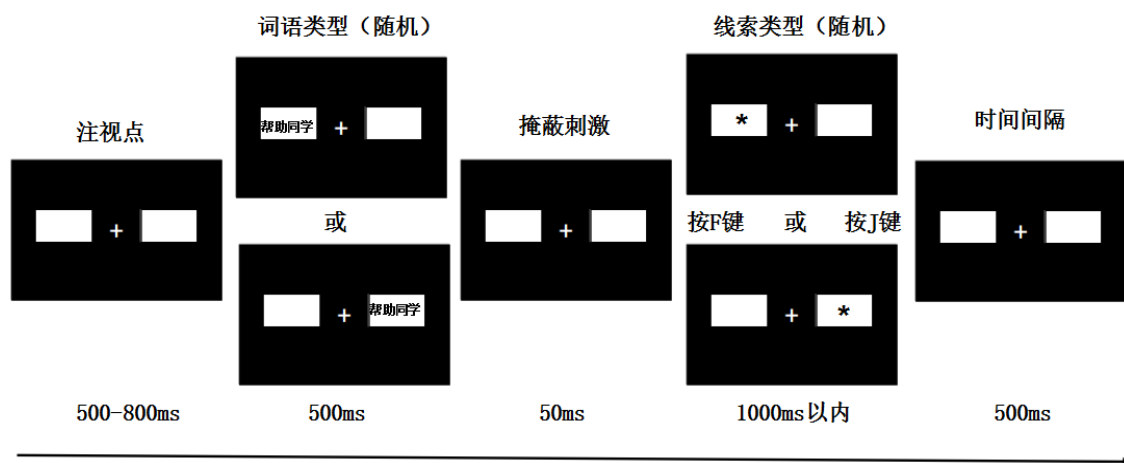 词语类型（随机）
线索类型（随机）
注视点
帮助同学 +
+
掩蔽刺激
* +
时间间隔
+
或
+
按F键 或 按J键
+
+ 帮助同学
+ *
500-800ms
500ms
50ms
1000ms以内
500ms